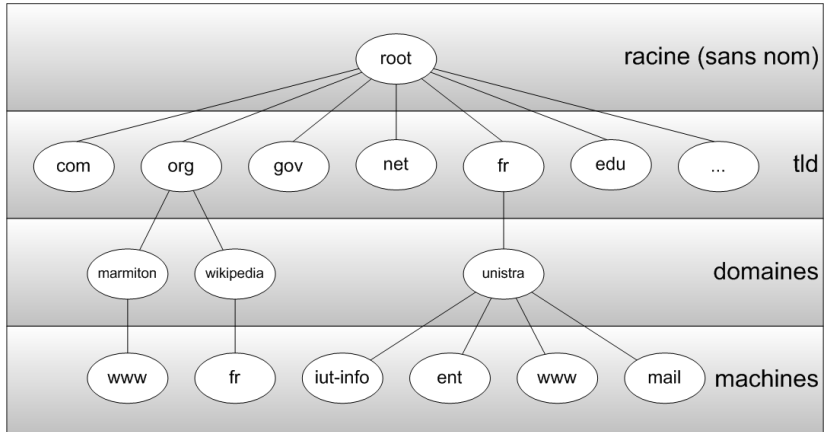 root
racine (sans nom)
com
org
gov
net
fr
edu
...
tld
marmiton
wikipedia
unistra
domaines
www
fr
iut-info
ent
www
mail
machines